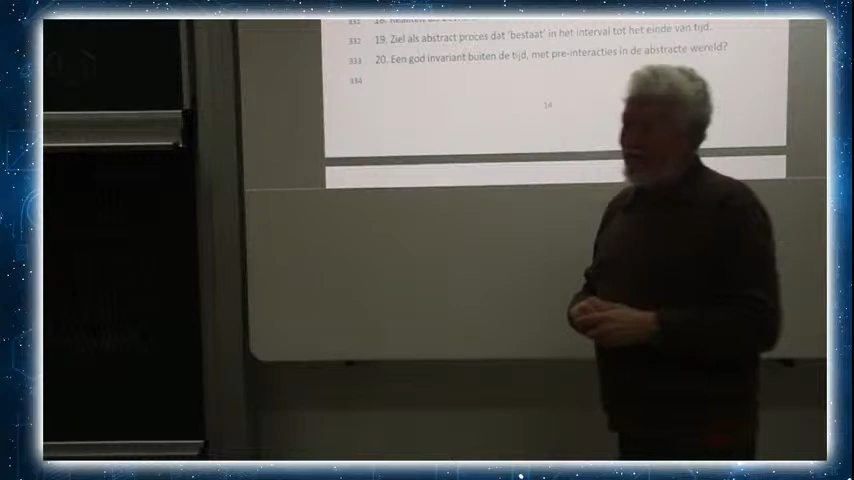 332 19. Ziel als abstract proces dat 'bestaat' in het interval tot het einde van tijd.
333 20. Een god invariant buiten de tijd, met pre-interacties in de abstracte wereld?
334
14